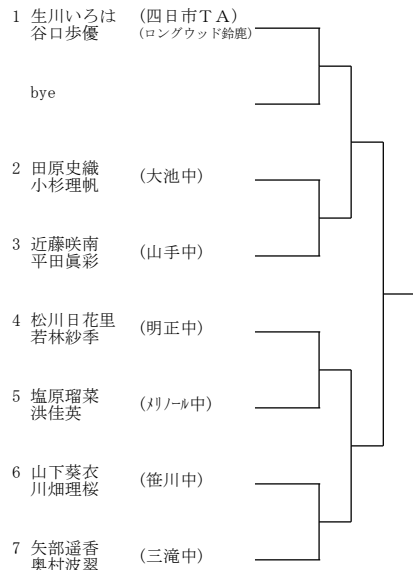 1 生川いろは (四日市ＴＡ)
谷口歩優 (ロングウッド鈴鹿)
bye
2 田原史織
小杉理帆 (大池中)
3 近藤咲南
平田眞彩 (山手中)
4 松川日花里
若林紗季 (明正中)
5 塩原瑠菜
洪佳英 (ﾒﾘﾉｰﾙ中)
6 山下葵衣
川畑理桜 (笹川中)
7 矢部遥香
奥村波翠 (三滝中)